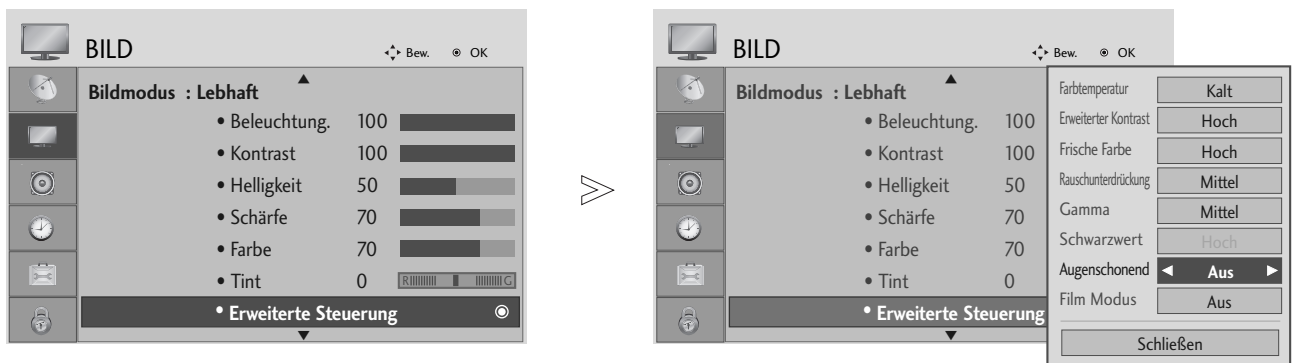 BILD
Bew. OK
Bildmodus : Lebhaft
• Beleuchtung. 100
• Kontrast 100
• Helligkeit 50
• Schärfe 70
• Farbe 70
• Tint 0 R G
• Erweiterte Steuerung
BILD
Bew. OK
Bildmodus : Lebhaft
• Beleuchtung. 100
• Kontrast 100
• Helligkeit 50
• Schärfe 70
• Farbe 70
• Tint 0
• Erweiterte Steuerung
Farbtemperatur Kalt
Erweiterter Kontrast Hoch
Frische Farbe Hoch
Rauschunterdrückung Mittel
Gamma Mittel
Schwarzwert Hoch
Augenschonend Aus
Film Modus Aus
Schließen